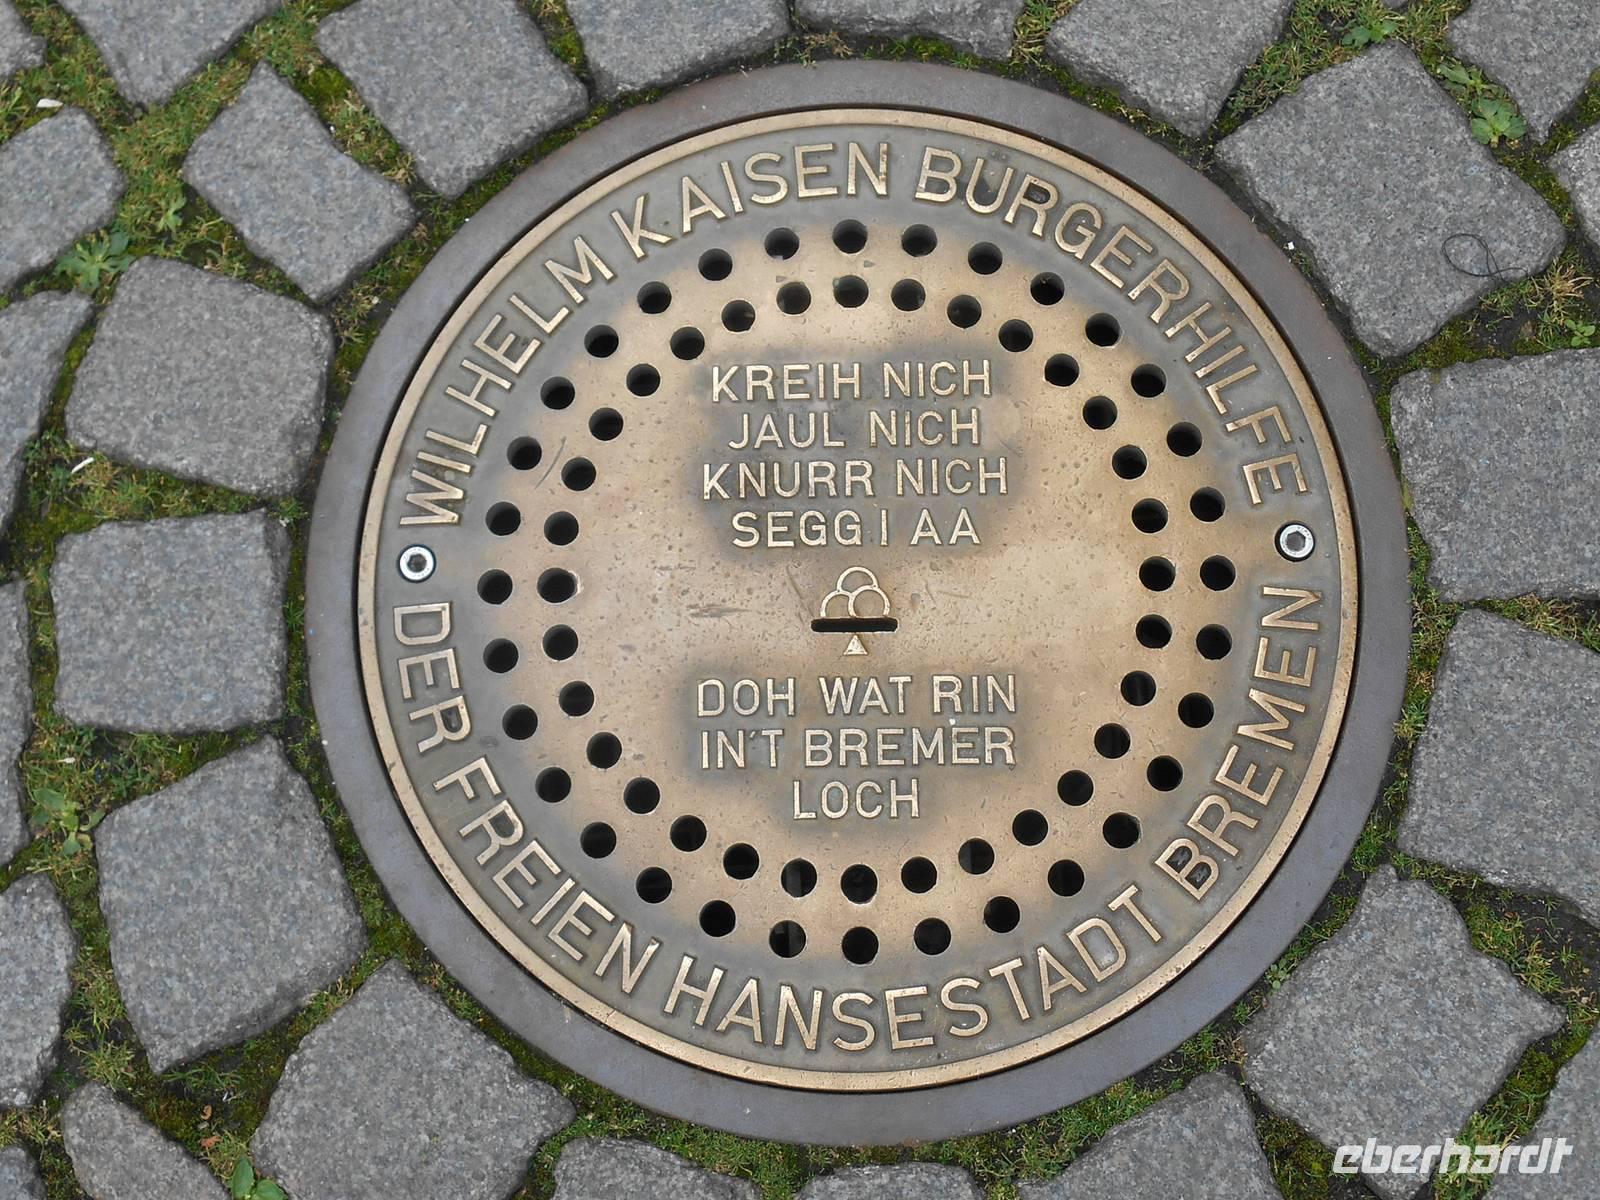 WILHELM KAISEN BÜRGERHILFE
KREIH NICH
JAUL NICH
KNURR NICH
SEGG I AA
DOH WAT RIN
IN'T BREMER
LOCH
DER FREIEN HANSESTADT BREMEN
eberhardt